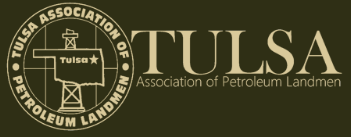 TULSA ASSOCIATION OF
PETROLEUM LANDMEN
Tulsa
TULSA
Association of Petroleum Landmen